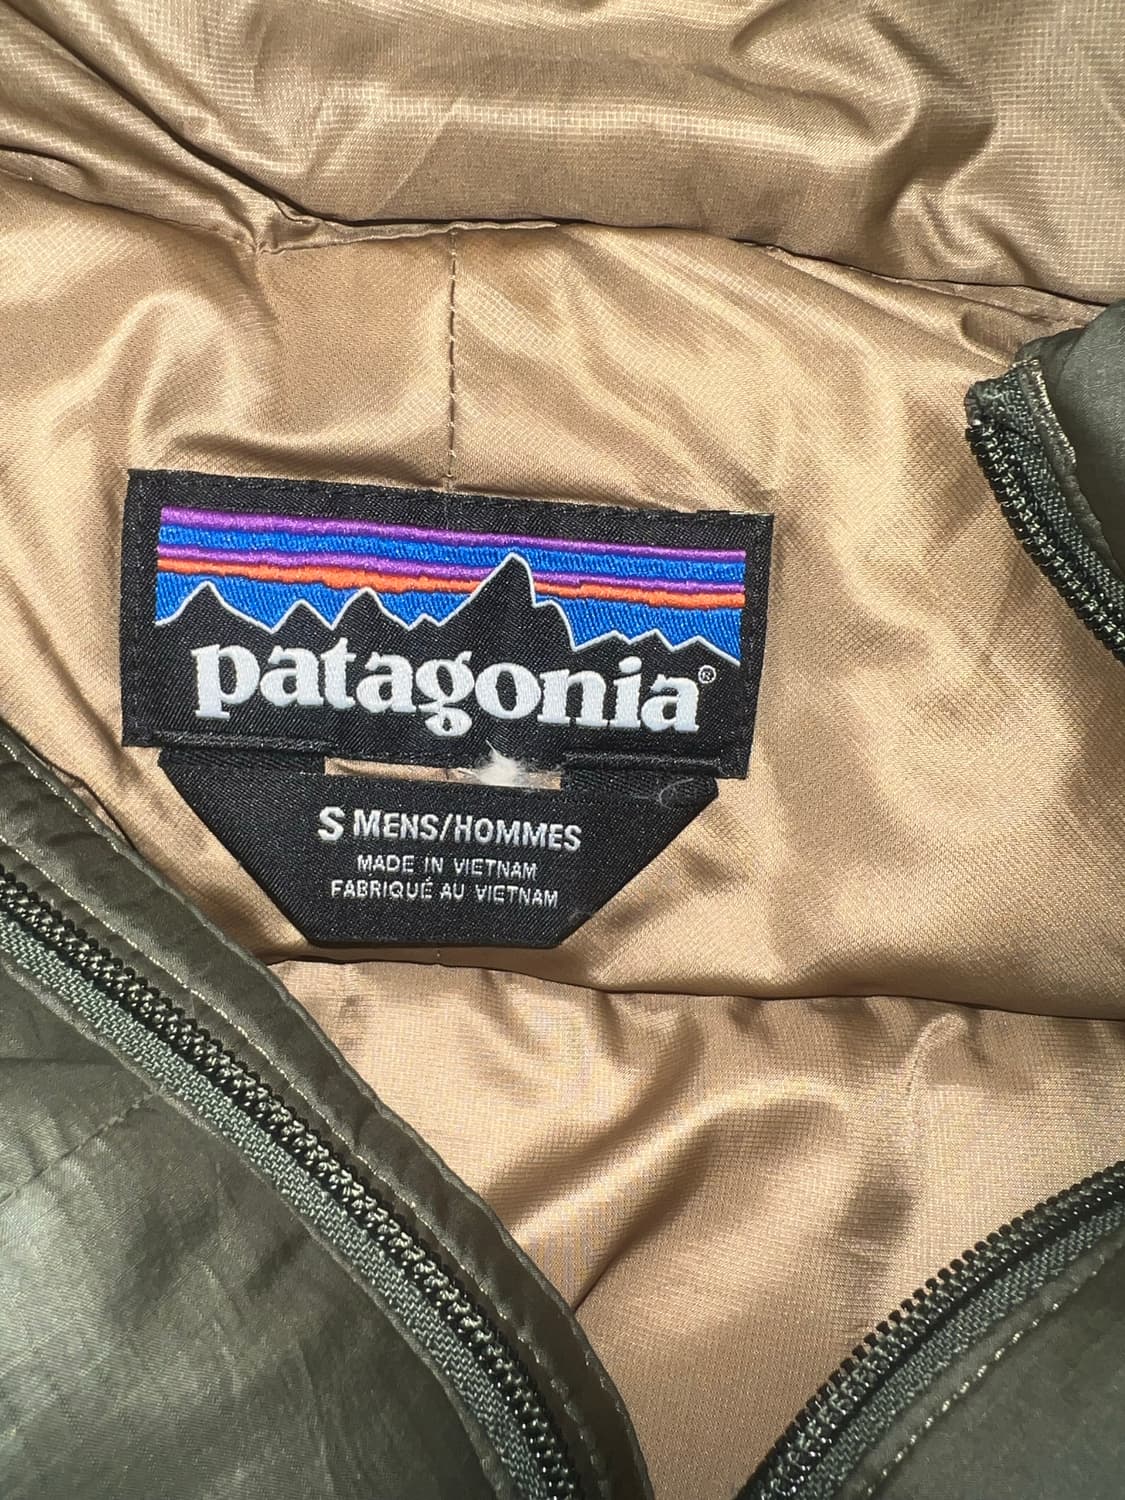 patagonia®
S MENS/HOMMES
MADE IN VIETNAM
FABRIQUÉ AU VIETNAM